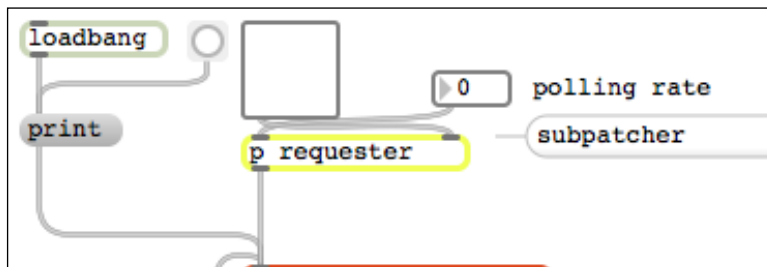 loadbang
0
polling rate
print
subpatcher
p requester